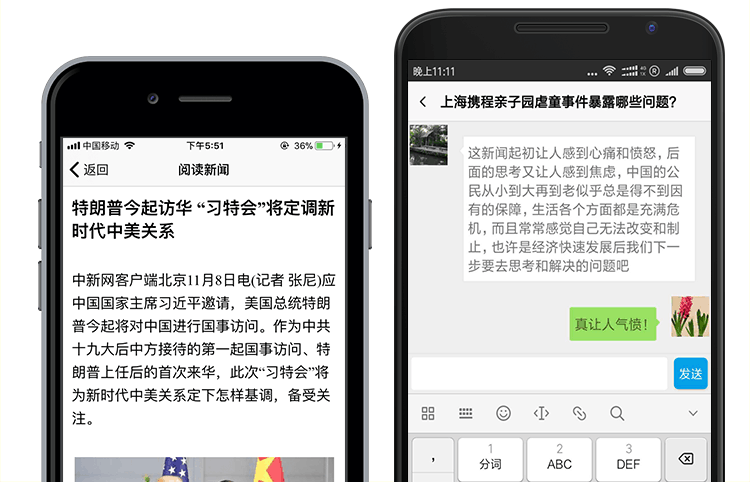 中国移动
下午5:51
36%
返回
阅读新闻
特朗普今起访华 “习特会”将定调新
时代中美关系
中新网客户端北京11月8日电(记者 张尼)应
中国国家主席习近平邀请，美国总统特朗
普今起将对中国进行国事访问。作为中共
十九大后中方接待的第一起国事访问、特
朗普上任后的首次来华，此次“习特会”将
为新时代中美关系定下怎样基调，备受关
注。
晚上11:11
上海携程亲子园虐童事件暴露哪些问题?
这新闻起初让人感到心痛和愤怒，后
面的思考又让人感到焦虑，中国的公
民从小到大再到老似乎总是得不到因
有的保障，生活各个方面都是充满危
机，而且常常感觉自己无法改变和制
止，也许是经济快速发展后我们下一
步要去思考和解决的问题吧
真让人气愤！
发送
，
1
分词
2
ABC
3
DEF